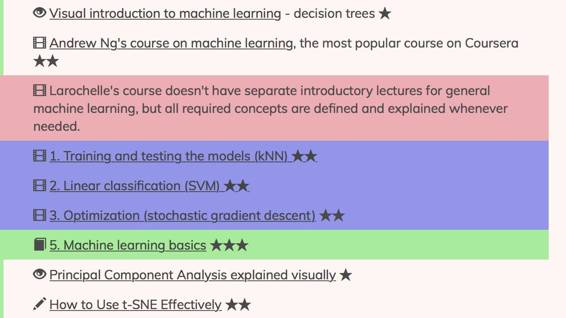 Visual introduction to machine learning - decision trees ★
Andrew Ng's course on machine learning, the most popular course on Coursera
★★
Larochelle's course doesn't have separate introductory lectures for general
machine learning, but all required concepts are defined and explained whenever
needed.
1. Training and testing the models (kNN) ★★
2. Linear classification (SVM) ★★
3. Optimization (stochastic gradient descent) ★★
5. Machine learning basics ★★★
Principal Component Analysis explained visually ★
How to Use t-SNE Effectively ★★